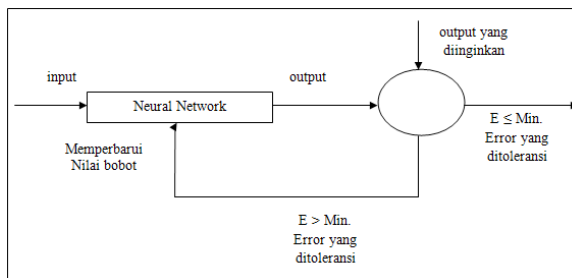 output yang
diinginkan
input
output
Neural Network
E ≤ Min.
Error yang
ditoleransi
Memperbarui
Nilai bobot
E > Min.
Error yang
ditoleransi